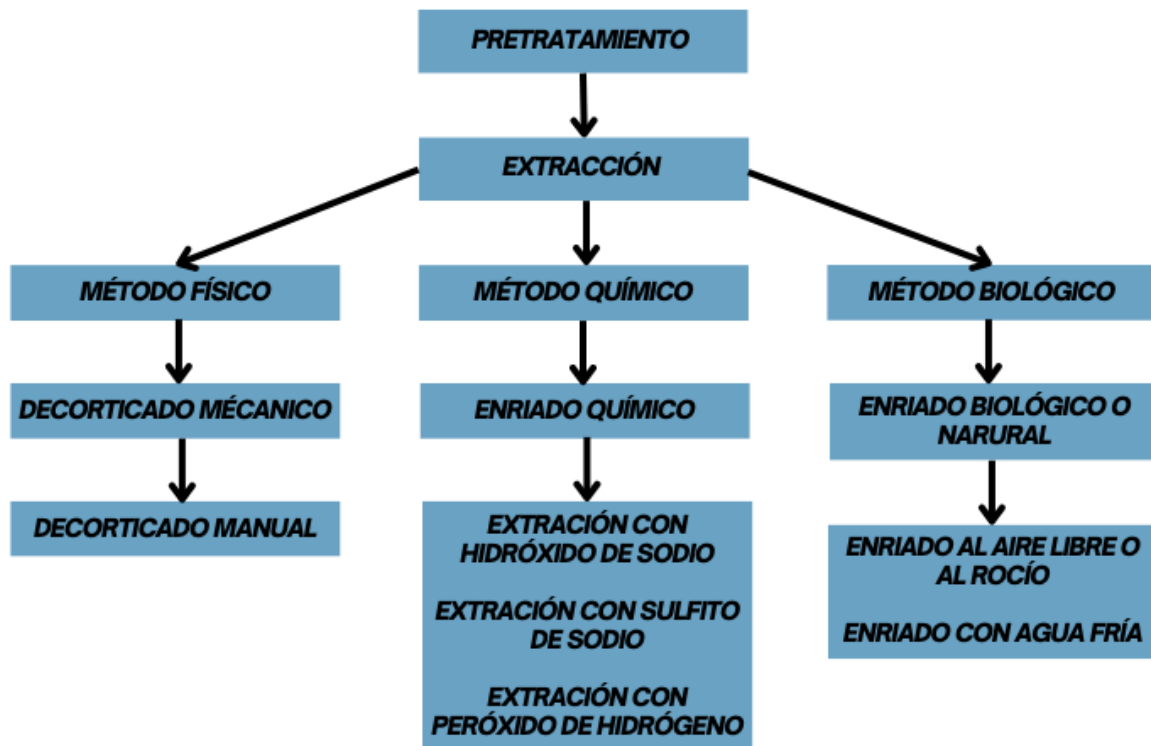 PRETRATAMIENTO
EXTRACCIÓN
MÉTODO FÍSICO
MÉTODO QUÍMICO
MÉTODO BIOLÓGICO
DECORTICADO MÉCANICO
ENRIADO QUÍMICO
ENRIADO BIOLÓGICO O
NARURAL
DECORTICADO MANUAL
EXTRACIÓN CON
HIDRÓXIDO DE SODIO
EXTRACIÓN CON SULFITO
DE SODIO
EXTRACIÓN CON
PERÓXIDO DE HIDRÓGENO
ENRIADO AL AIRE LIBRE O
AL ROCÍO
ENRIADO CON AGUA FRÍA